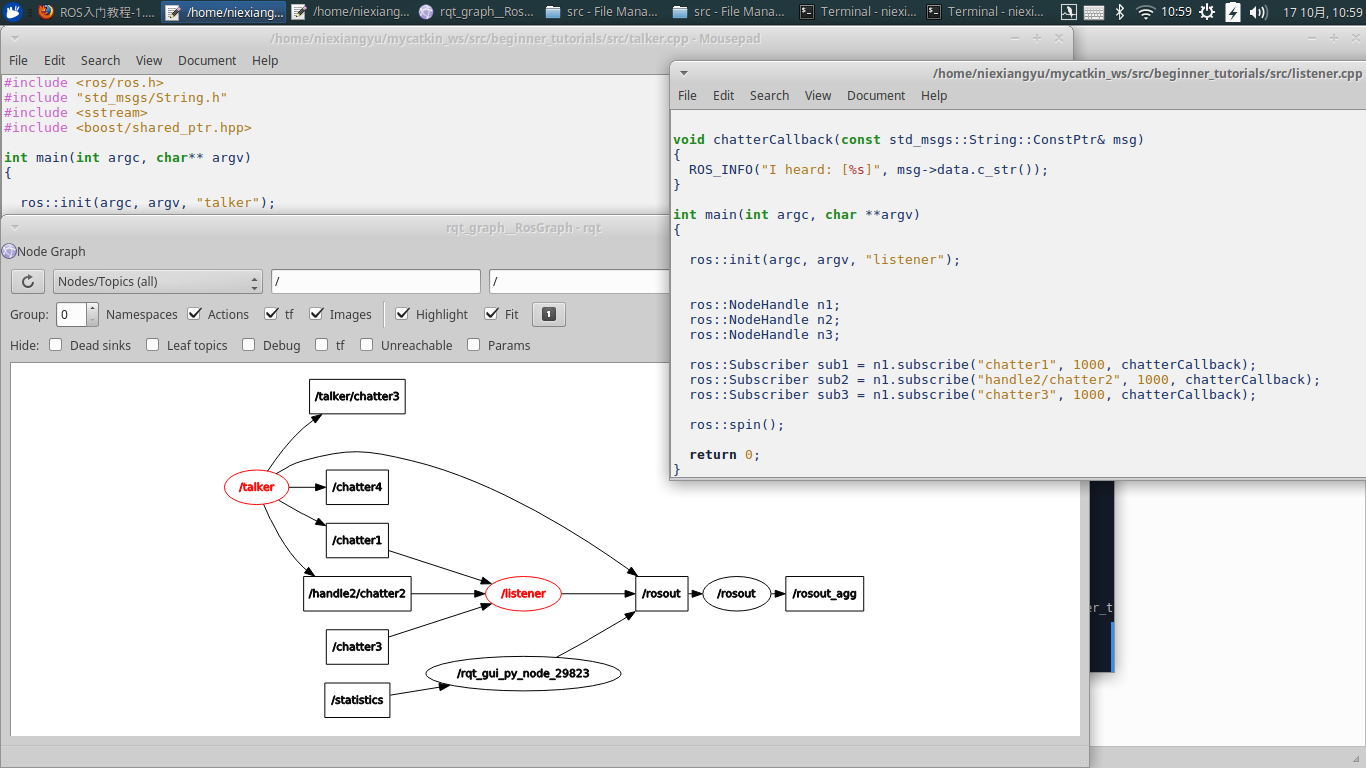 ROS入门教程-1....
/home/niexiang...
/home/niexiang...
rqt_graph__Ros...
src - File Mana...
src - File Mana...
Terminal - niexi...
Terminal - niexi...
10:59
17 10月, 10:59
/home/niexiangyu/mycatkin_ws/src/beginner_tutorials/src/talker.cpp - Mousepad
File Edit Search View Document Help
#include <ros/ros.h>
#include "std_msgs/String.h"
#include <sstream>
#include <boost/shared_ptr.hpp>
int main(int argc, char** argv)
{
ros::init(argc, argv, "talker");
/home/niexiangyu/mycatkin_ws/src/beginner_tutorials/src/listener.cpp
File Edit Search View Document Help
void chatterCallback(const std_msgs::String::ConstPtr& msg)
{
ROS_INFO("I heard: [%s]", msg->data.c_str());
}
int main(int argc, char **argv)
{
ros::init(argc, argv, "listener");
ros::NodeHandle n1;
ros::NodeHandle n2;
ros::NodeHandle n3;
ros::Subscriber sub1 = n1.subscribe("chatter1", 1000, chatterCallback);
ros::Subscriber sub2 = n1.subscribe("handle2/chatter2", 1000, chatterCallback);
ros::Subscriber sub3 = n1.subscribe("chatter3", 1000, chatterCallback);
ros::spin();
return 0;
}
rqt_graph__RosGraph - rqt
Node Graph
Nodes/Topics (all) / /
Group: 0 Namespaces Actions tf Images Highlight Fit 1
Hide: Dead sinks Leaf topics Debug tf Unreachable Params
/talker/chatter3
/talker
/chatter4
/chatter1
/handle2/chatter2
/listener
/rosout
/rosout
/rosout_agg
/chatter3
/rqt_gui_py_node_29823
/statistics
er_t